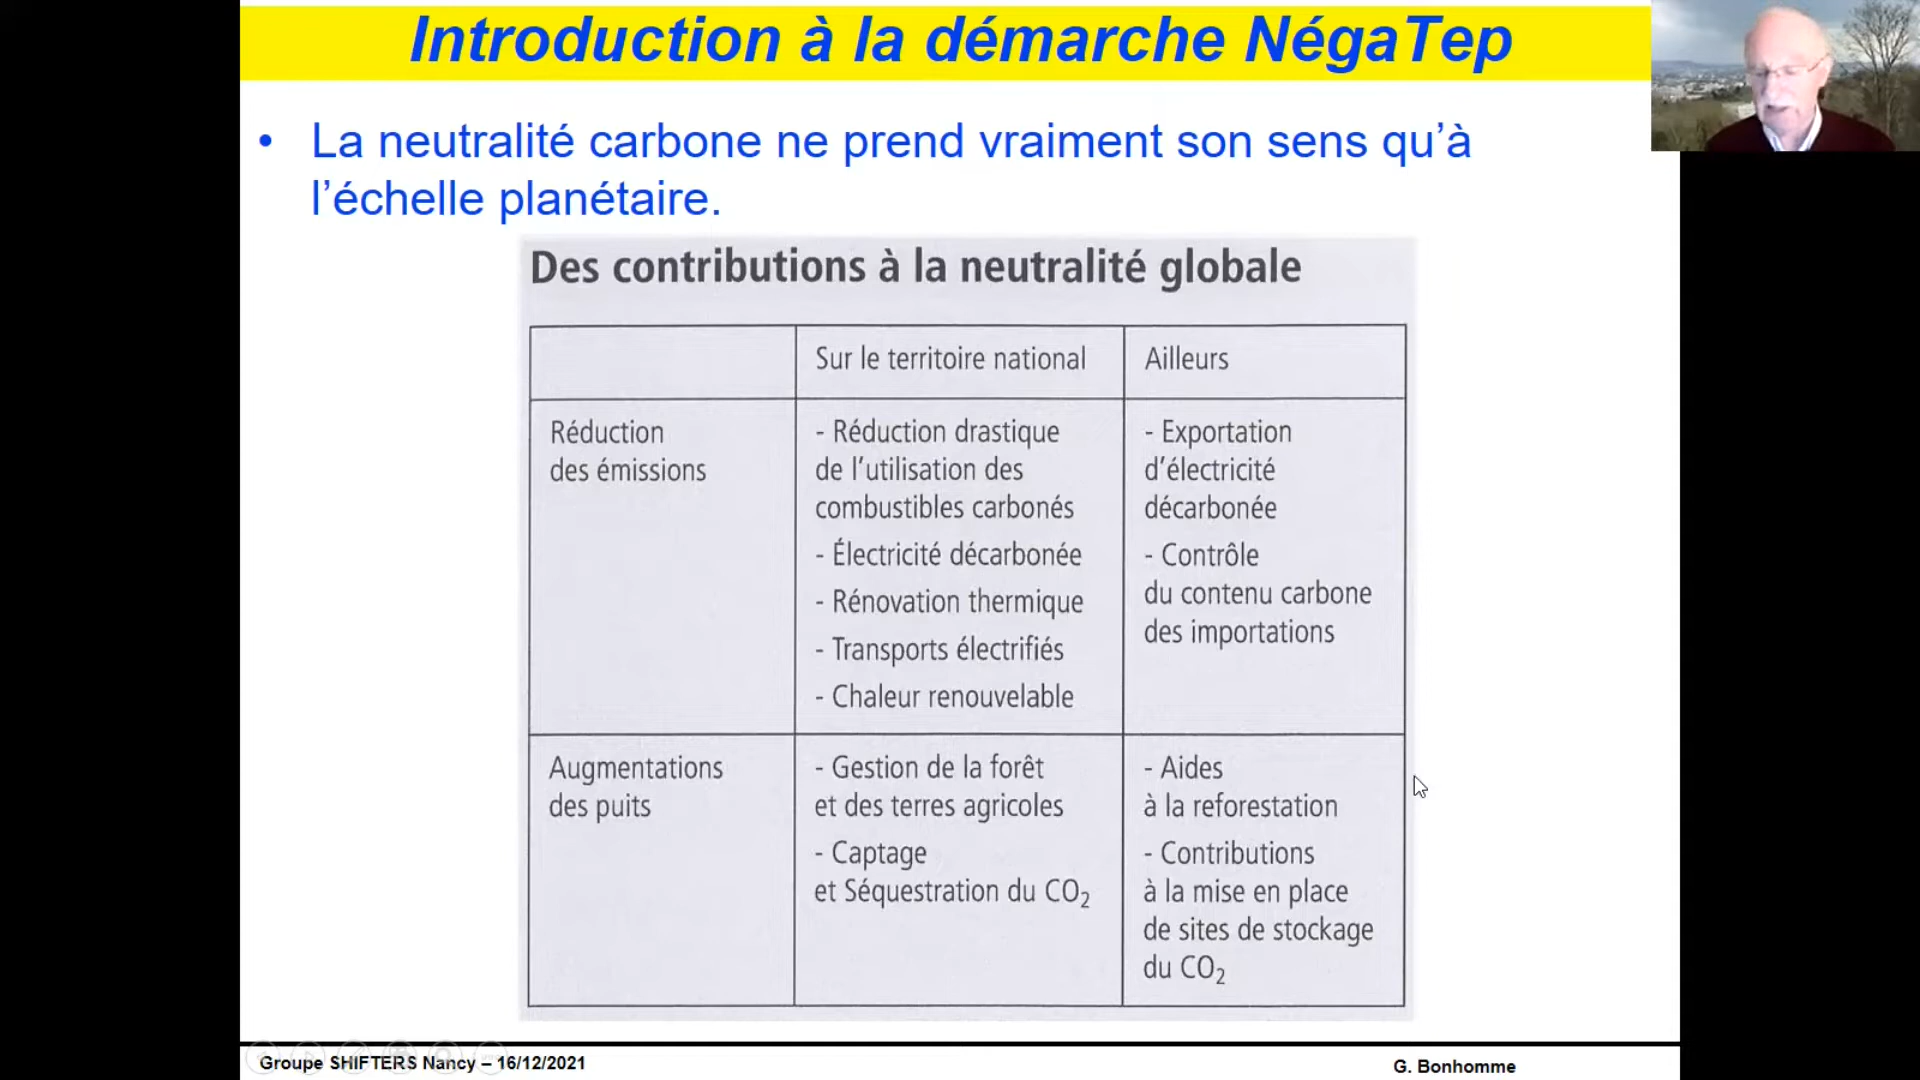 Introduction à la démarche NégaTep
• La neutralité carbone ne prend vraiment son sens qu’à
l’échelle planétaire.
Des contributions à la neutralité globale
Sur le territoire national
Ailleurs
Réduction
des émissions
- Réduction drastique
de l’utilisation des
combustibles carbonés
- Électricité décarbonée
- Rénovation thermique
- Transports électrifiés
- Chaleur renouvelable
- Exportation
d’électricité
décarbonée
- Contrôle
du contenu carbone
des importations
Augmentations
des puits
- Gestion de la forêt
et des terres agricoles
- Captage
et Séquestration du CO₂
- Aides
à la reforestation
- Contributions
à la mise en place
de sites de stockage
du CO₂
Groupe SHIFTERS Nancy – 16/12/2021
G. Bonhomme